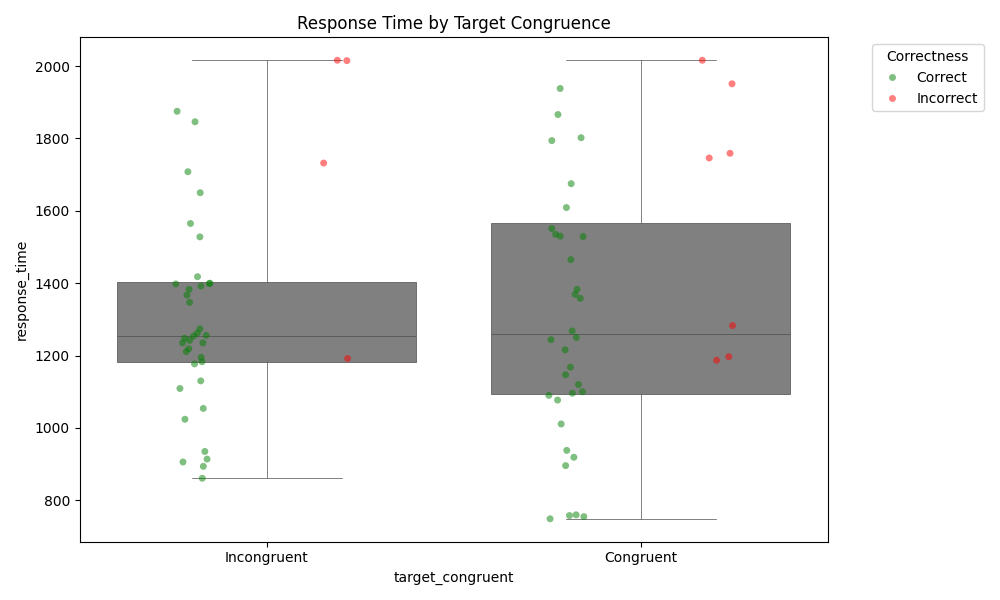 Response Time by Target Congruence
Correctness
Correct
Incorrect
response_time
2000
1800
1600
1400
1200
1000
800
Incongruent
Congruent
target_congruent